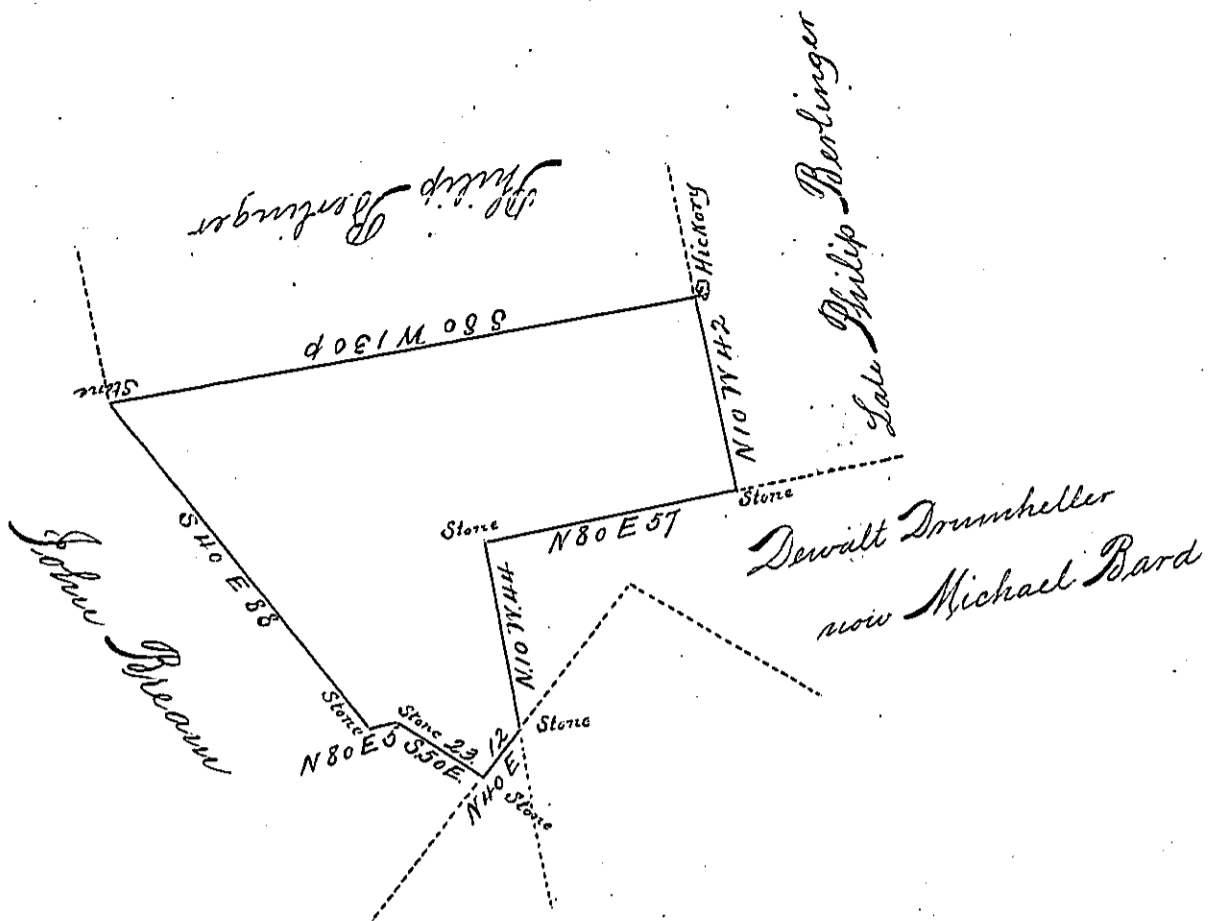 Philip Berlinger
Late Philip Berlinger
Hickory
S 80 W 130 p
Stone
N 10 W 42
Stone
N 80 E 57
Stone
Dewalt Drumheller
now Michael Bard
N 10 W 44
Stone
S 40 E 88
John Bream
Stone
N 80 E 5
Stone
23
S. 50 E.
12
N 40 E
Stone